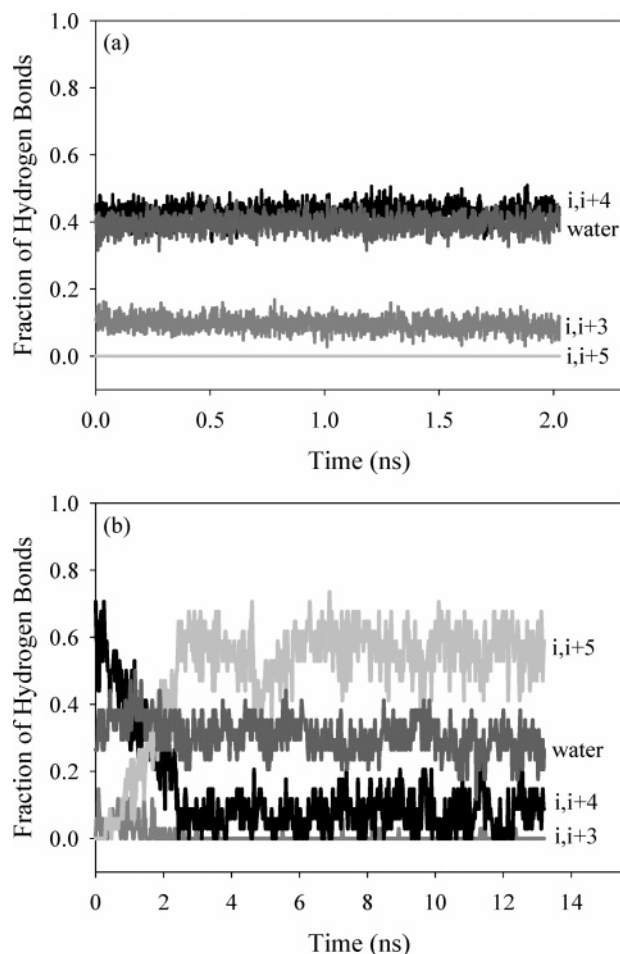 (a)
1.0
0.8
0.6
0.4
0.2
0.0
Fraction of Hydrogen Bonds
i,i+4
water
i,i+3
i,i+5
0.0 0.5 1.0 1.5 2.0
Time (ns)
(b)
1.0
0.8
0.6
0.4
0.2
0.0
Fraction of Hydrogen Bonds
i,i+5
water
i,i+4
i,i+3
0 2 4 6 8 10 12 14
Time (ns)